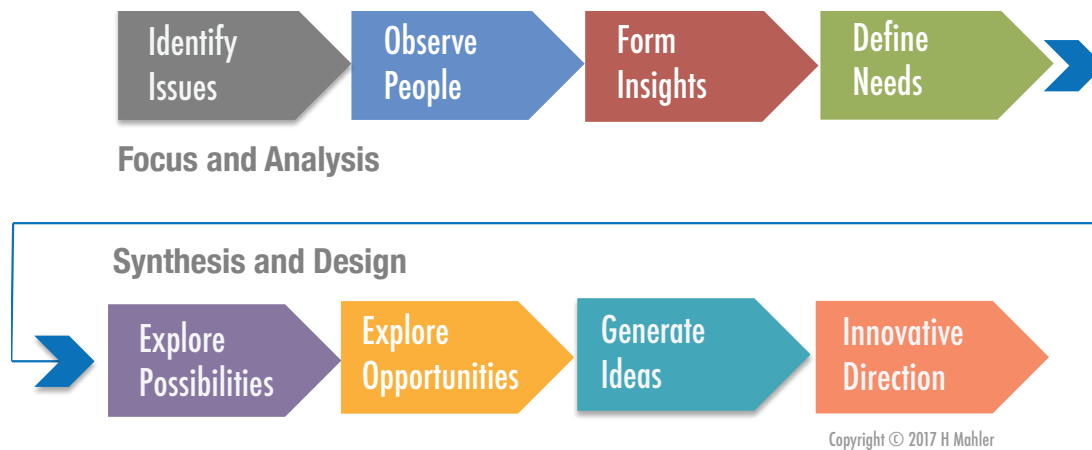 Identify
Issues
Observe
People
Form
Insights
Define
Needs
Focus and Analysis
Synthesis and Design
Explore
Possibilities
Explore
Opportunities
Generate
Ideas
Innovative
Direction
Copyright © 2017 H Mahler